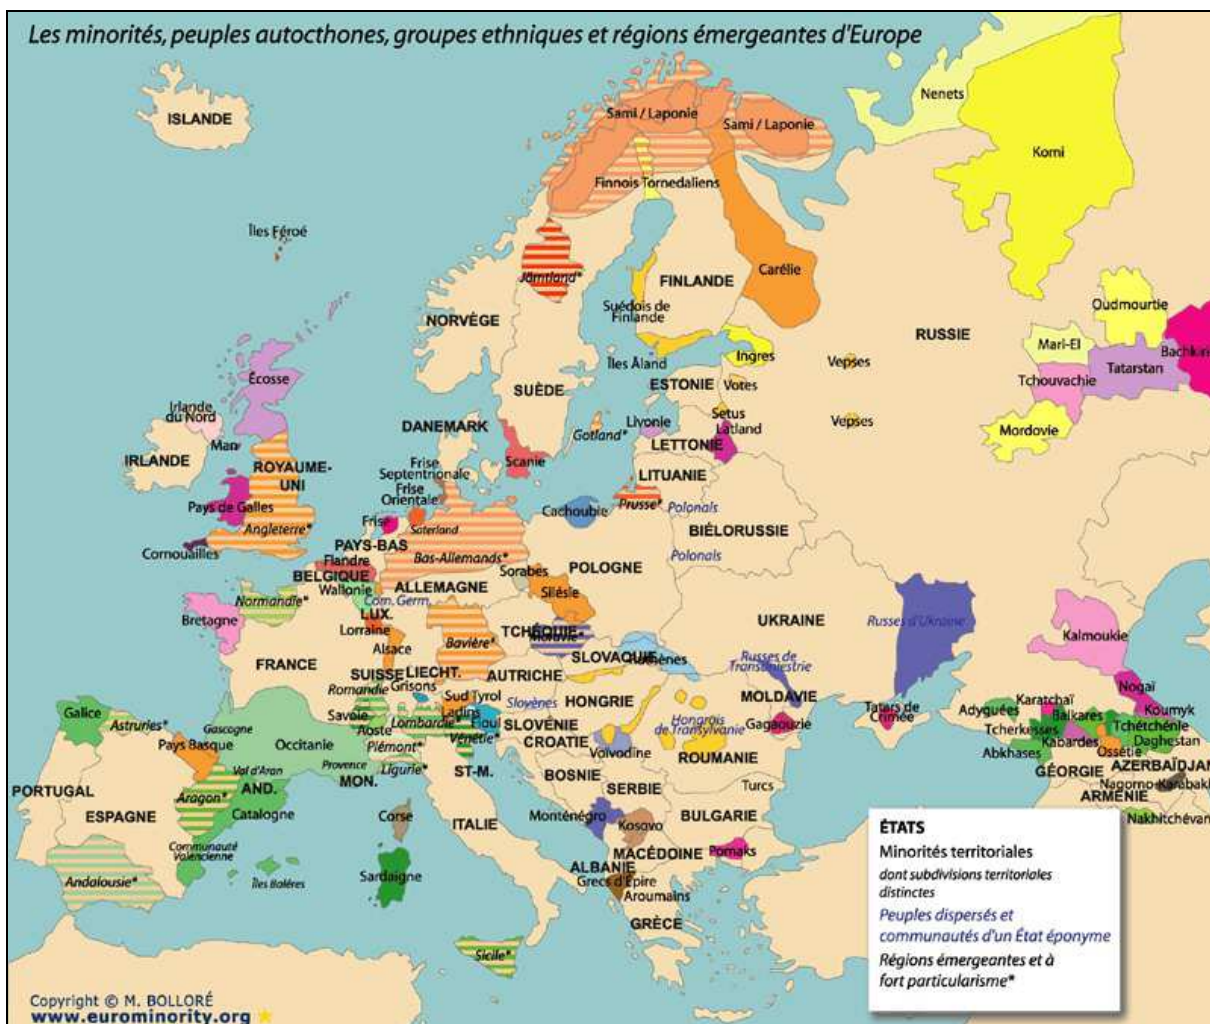 Les minorités, peuples autocthones, groupes ethniques et régions émergeantes d'Europe
ISLANDE
Nenets
Sami / Laponie
Sami / Laponie
Komi
Finnois Tornedaliens
Îles Féroé
Jämtland*
Carélie
FINLANDE
Suédois de
Finlande
NORVÈGE
Oudmourtie
RUSSIE
Mari-El
Bachkiri
Ingres
Vepses
Tatarstan
Îles Åland
Tchouvachie
Écosse
SUÈDE
ESTONIE
Votes
Irlande
du Nord
Setus
Livonie
Latland
Vepses
Mordovie
DANEMARK
Gotland*
LETTONIE
Man
IRLANDE
ROYAUME-
UNI
Frise
Septentrionale
Scanie
LITUANIE
Frise
Orientale
Pays de Galles
Prusse*
Polonais
Cachoubie
Frise
Saterland
Angleterre*
BIÉLORUSSIE
Cornouailles
PAYS-BAS
Bas-Allemands*
Polonais
Flandre
BELGIQUE
Sorabes
POLOGNE
Wallonie
ALLEMAGNE
Silésie
Normandie*
Com. Germ.
Bretagne
LUX.
UKRAINE
Russes d'Ukraine
Lorraine
TCHÉQUIE
Moravie*
Kalmoukie
Alsace
Bavière*
SLOVAQUIE
Ruthènes
FRANCE
Russes de
Transdniestrie
SUISSE
LIECHT.
AUTRICHE
Romandie
Grisons
Nogaï
Sud Tyrol
Slovènes
HONGRIE
MOLDAVIE
Karatchaï
Galice
Savoie
Ladins
Tatars de
Crimée
Adyguées
Koumyk
Astruries*
Gascogne
Lombardie*
Frioul
SLOVÉNIE
Hongrois
de Transylvanie
Gagaouzie
Balkares
Tchétchénie
Aoste
Tcherkesses
Pays Basque
Occitanie
Vénétie*
CROATIE
Kabardes
Daghestan
Piémont*
Voïvodine
Abkhases
Ossétie
ROUMANIE
Provence
AZERBAÏDJAN
Val d'Aran
Ligurie*
ST-M.
BOSNIE
GÉORGIE
MON.
Nagorno-Karabakh
PORTUGAL
AND.
SERBIE
Turcs
ARMÉNIE
Aragon*
ESPAGNE
Catalogne
Corse
ITALIE
Monténégro
BULGARIE
Kosovo
Nakhitchévan
Communauté
Valencienne
MACÉDOINE
Pomaks
ALBANIE
Andalousie*
Îles Baléres
Sardaigne
Grecs d'Épire
Aroumains
GRÈCE
Sicile*
ÉTATS
Minorités territoriales
dont subdivisions territoriales
distinctes
Peuples dispersés et
communautés d'un État éponyme
Régions émergeantes et à
fort particularisme*
Copyright © M. BOLLORÉ
www.eurominority.org